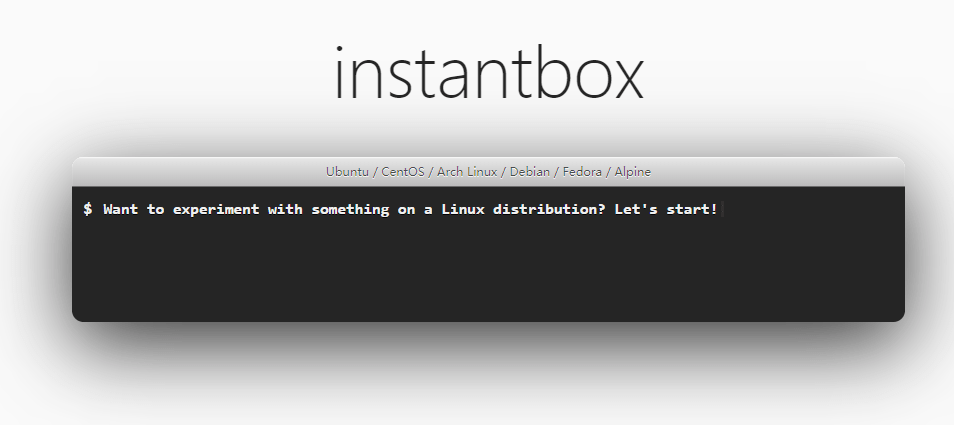 instantbox
Ubuntu / CentOS / Arch Linux / Debian / Fedora / Alpine
$ Want to experiment with something on a Linux distribution? Let's start!